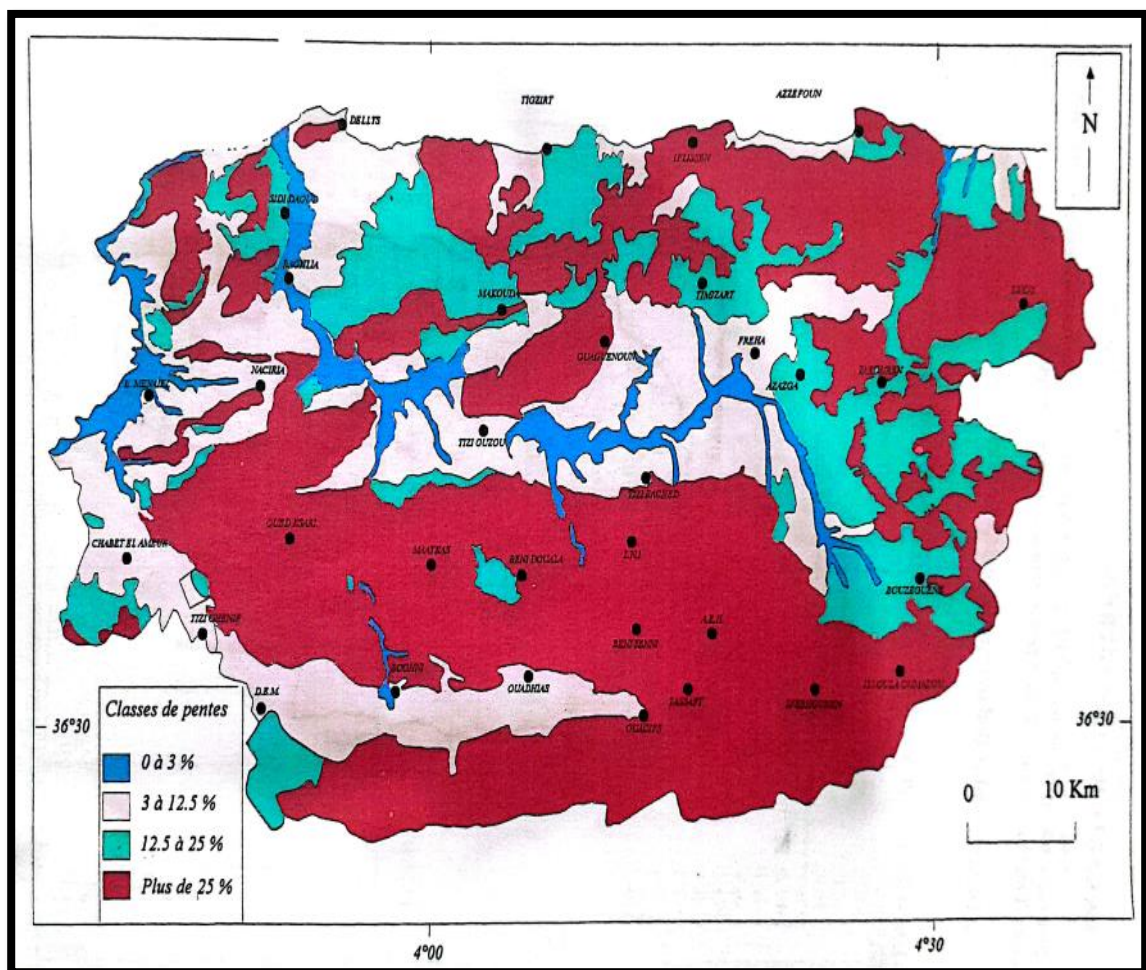 TIGZIRT
AZZEFOUN
N
DELLYS
IFLISSEN
SIDI DAOUD
BAGHLIA
MAKOUDA
TIMIZART
OUAGUENOUN
FREHA
NACIRIA
AZAZGA
B. MENAIEL
TIZI OUZOU
TIZI RACHED
CHABET EL AMEUR
MAATKAS
BENI DOUALA
L.N.I
BOUZEGUENE
TIZI GHENIF
BENI YENNI
A.E.H.
BOGHNI
OUADHIAS
D.E.M
OUACIFS
Classes de pentes
0 à 3 %
3 à 12.5 %
12.5 à 25 %
Plus de 25 %
36°30
36°30
0 10 Km
4°00
4°30